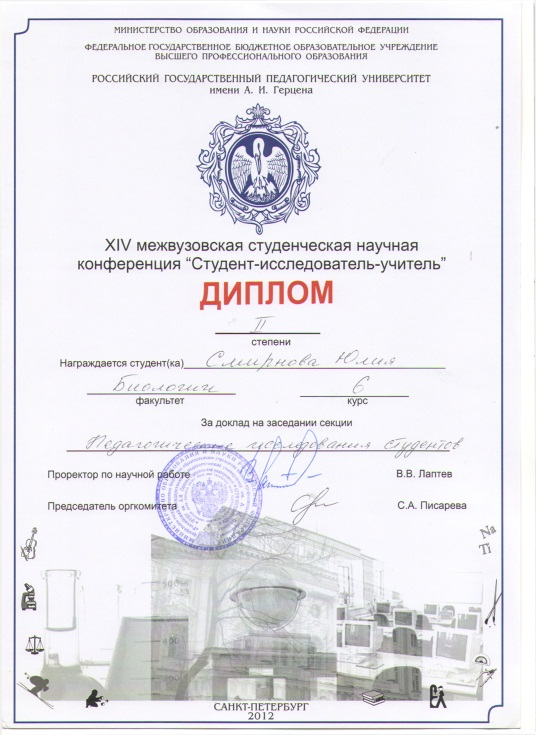 МИНИСТЕРСТВО ОБРАЗОВАНИЯ И НАУКИ РОССИЙСКОЙ ФЕДЕРАЦИИ
ФЕДЕРАЛЬНОЕ ГОСУДАРСТВЕННОЕ БЮДЖЕТНОЕ ОБРАЗОВАТЕЛЬНОЕ УЧРЕЖДЕНИЕ
ВЫСШЕГО ПРОФЕССИОНАЛЬНОГО ОБРАЗОВАНИЯ
РОССИЙСКИЙ ГОСУДАРСТВЕННЫЙ ПЕДАГОГИЧЕСКИЙ УНИВЕРСИТЕТ
имени А. И. Герцена
XIV межвузовская студенческая научная
конференция “Студент-исследователь-учитель”
ДИПЛОМ
II
степени
Награждается студент(ка) Смирнова Юлия
Биологии 6
факультет курс
За доклад на заседании секции
Педагогические исследования студентов
Проректор по научной работе В.В. Лаптев
Председатель оргкомитета С.А. Писарева
Na
Ti
САНКТ-ПЕТЕРБУРГ
2012